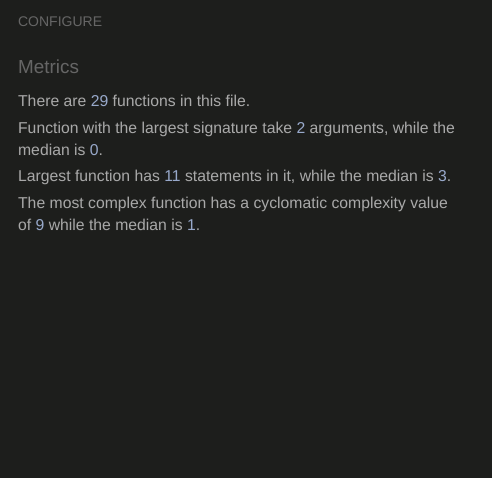 CONFIGURE
Metrics
There are 29 functions in this file.
Function with the largest signature take 2 arguments, while the
median is 0.
Largest function has 11 statements in it, while the median is 3.
The most complex function has a cyclomatic complexity value
of 9 while the median is 1.